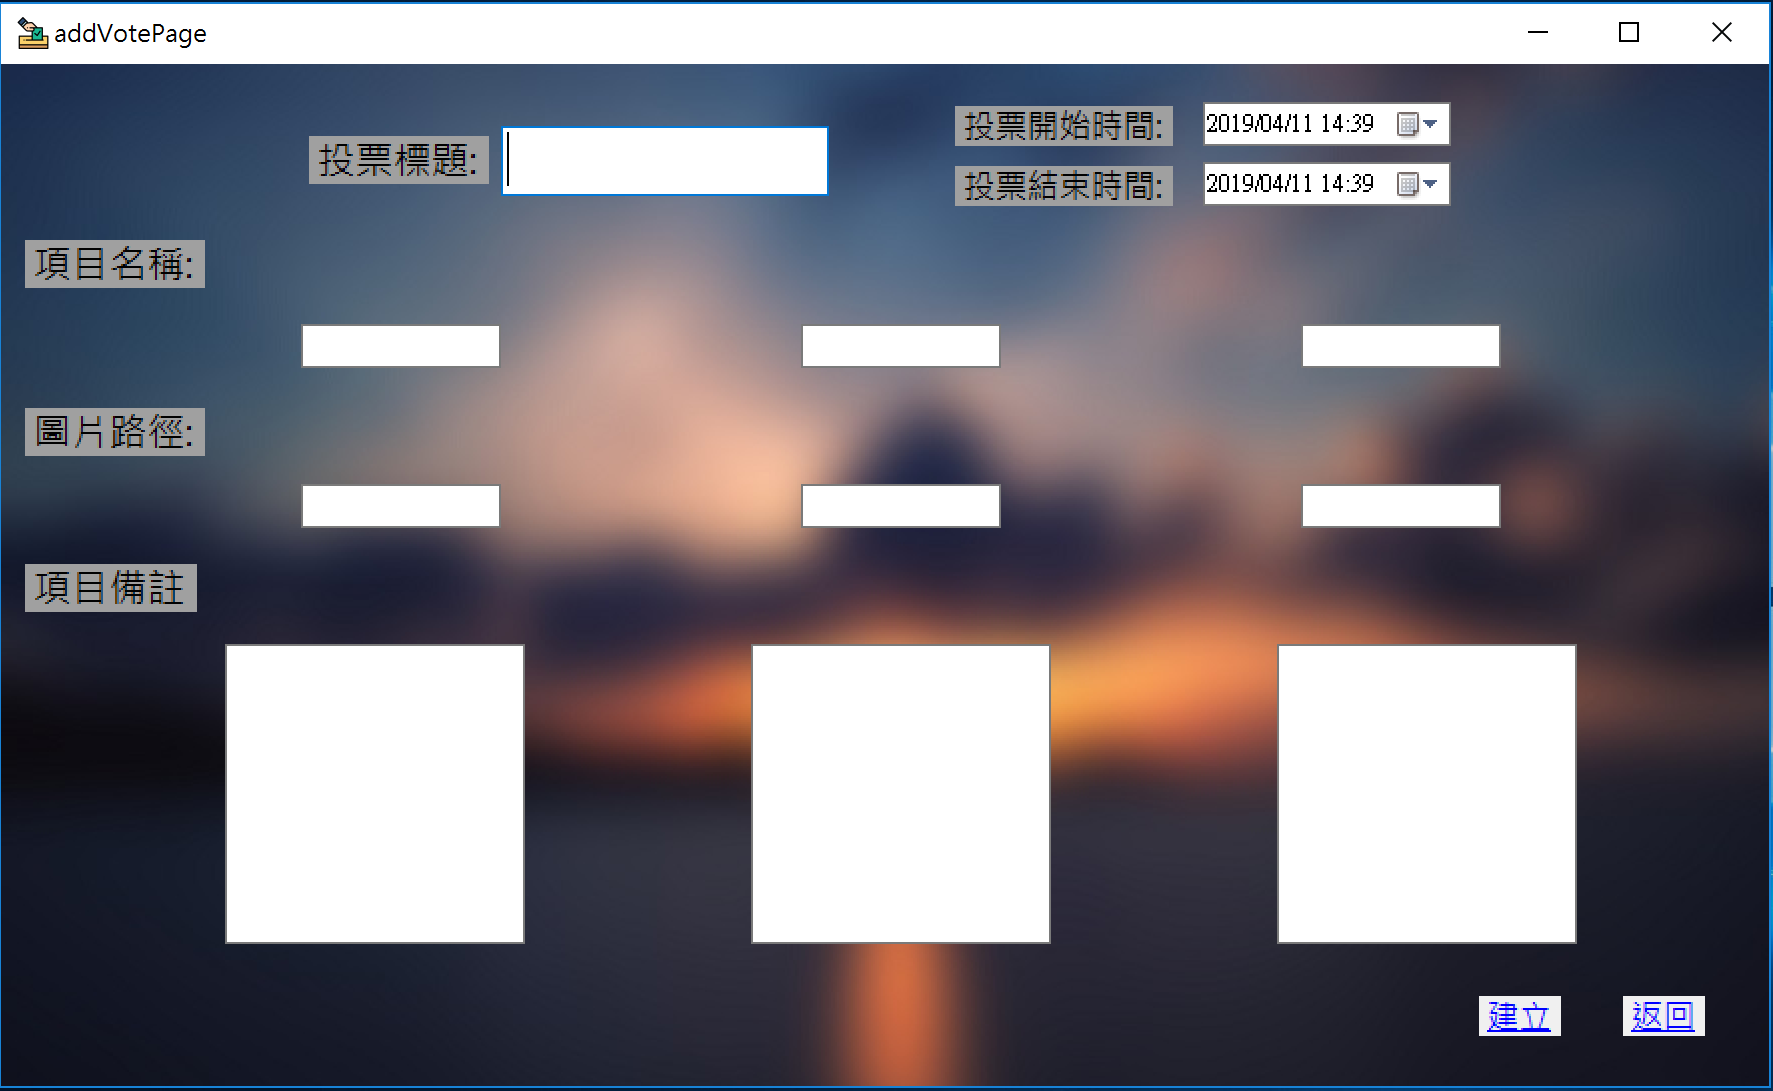 addVotePage
投票標題:
投票開始時間: 2019/04/11 14:39
投票結束時間: 2019/04/11 14:39
項目名稱:
圖片路徑:
項目備註
建立 返回